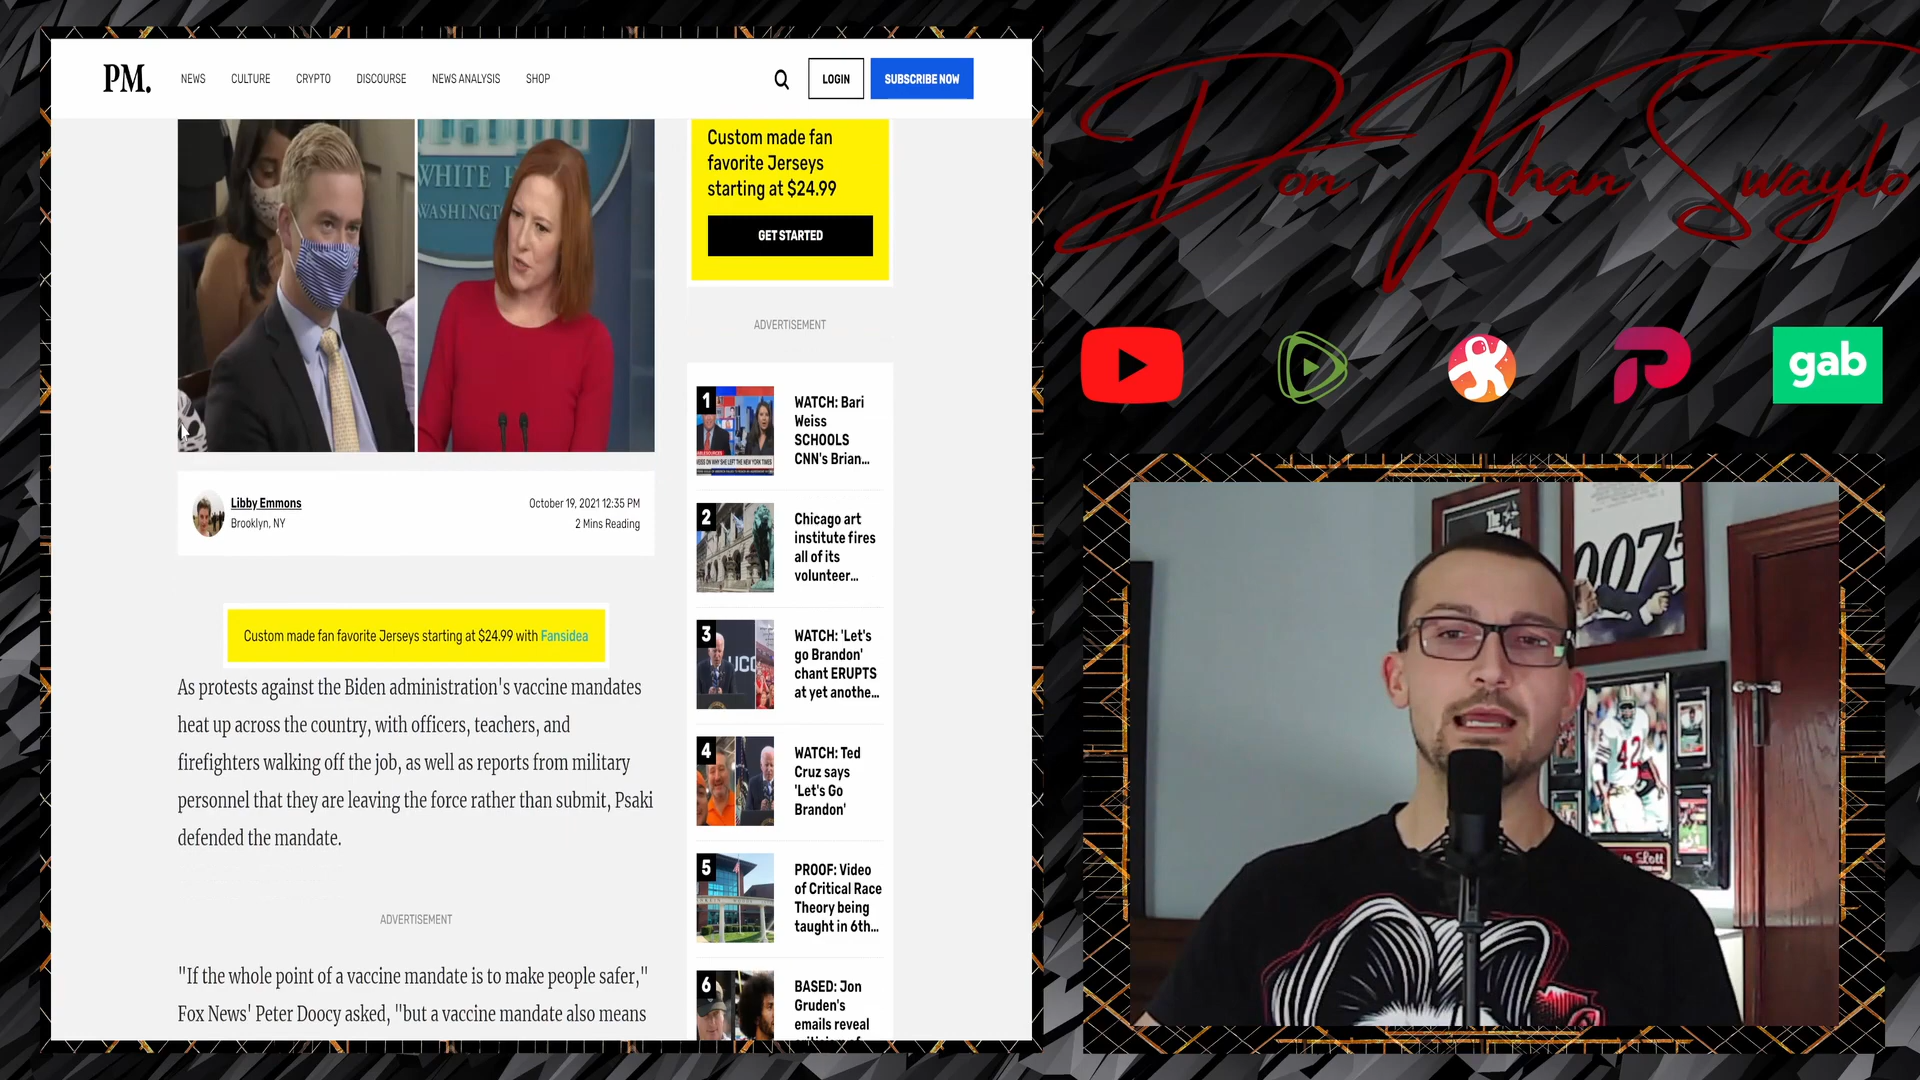 PM.
NEWS
CULTURE
CRYPTO
DISCOURSE
NEWS ANALYSIS
SHOP
LOGIN
SUBSCRIBE NOW
WHITE H
WASHINGT
Libby Emmons
Brooklyn, NY
October 19, 2021 12:35 PM
2 Mins Reading
Custom made fan favorite Jerseys starting at $24.99 with Fansidea
As protests against the Biden administration's vaccine mandates
heat up across the country, with officers, teachers, and
firefighters walking off the job, as well as reports from military
personnel that they are leaving the force rather than submit, Psaki
defended the mandate.
ADVERTISEMENT
"If the whole point of a vaccine mandate is to make people safer,"
Fox News' Peter Doocy asked, "but a vaccine mandate also means
Custom made fan
favorite Jerseys
starting at $24.99
GET STARTED
ADVERTISEMENT
1
WATCH: Bari
Weiss
SCHOOLS
CNN's Brian...
2
Chicago art
institute fires
all of its
volunteer...
3
WATCH: 'Let's
go Brandon'
chant ERUPTS
at yet anothe...
4
WATCH: Ted
Cruz says
'Let's Go
Brandon'
5
PROOF: Video
of Critical Race
Theory being
taught in 6th...
6
BASED: Jon
Gruden's
emails reveal
Don Khan Swaylo
gab
007
42